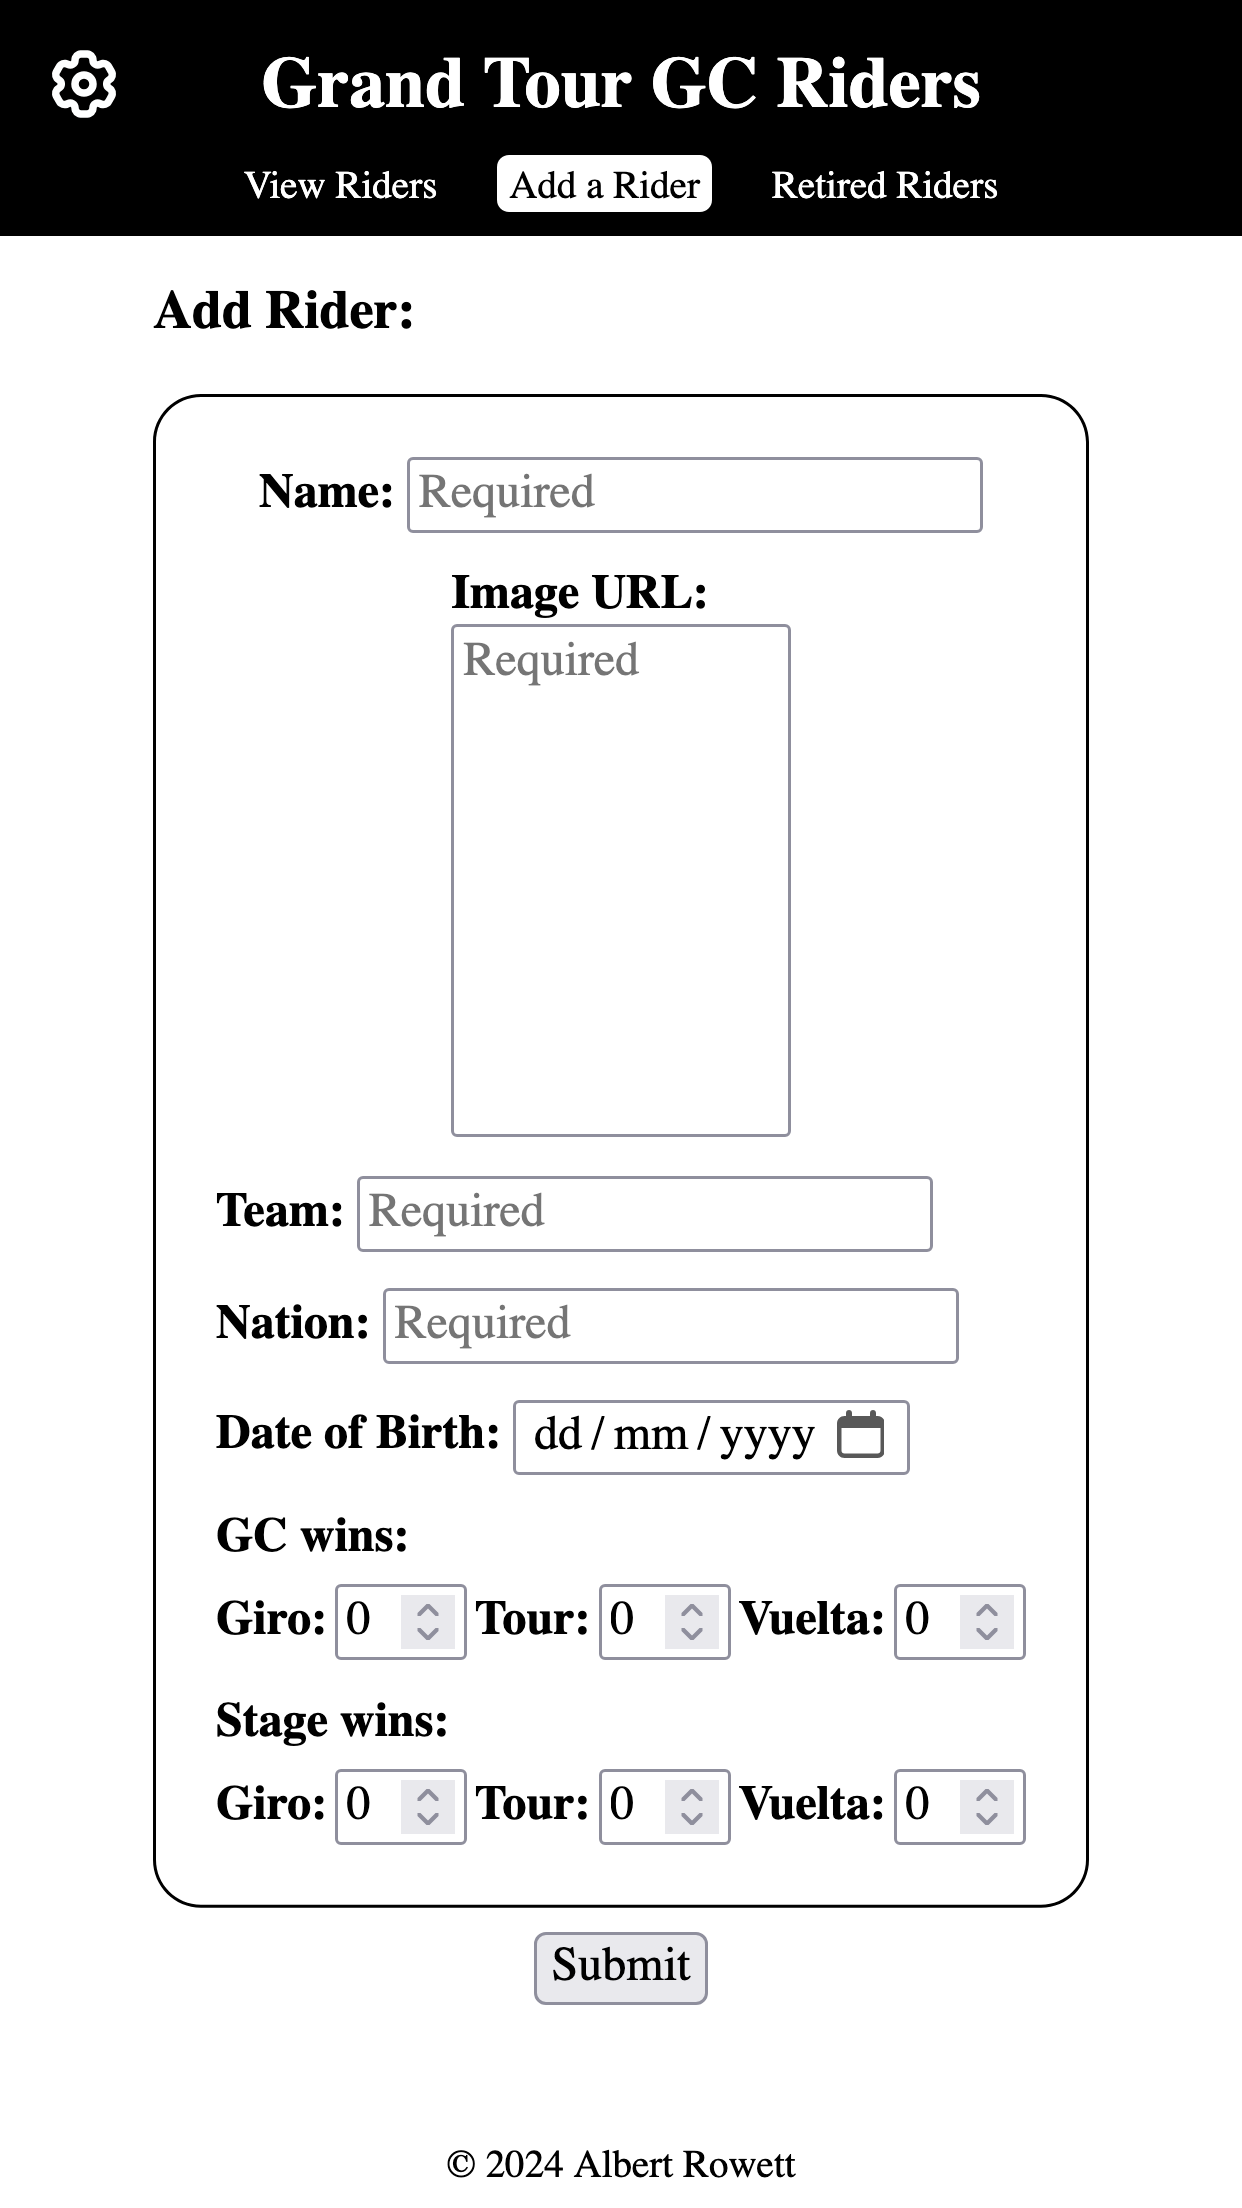 Grand Tour GC Riders
View Riders Add a Rider Retired Riders
Add Rider:
Name: Required
Image URL:
Required
Team: Required
Nation: Required
Date of Birth: dd / mm / yyyy
GC wins:
Giro: 0 Tour: 0 Vuelta: 0
Stage wins:
Giro: 0 Tour: 0 Vuelta: 0
Submit
© 2024 Albert Rowett